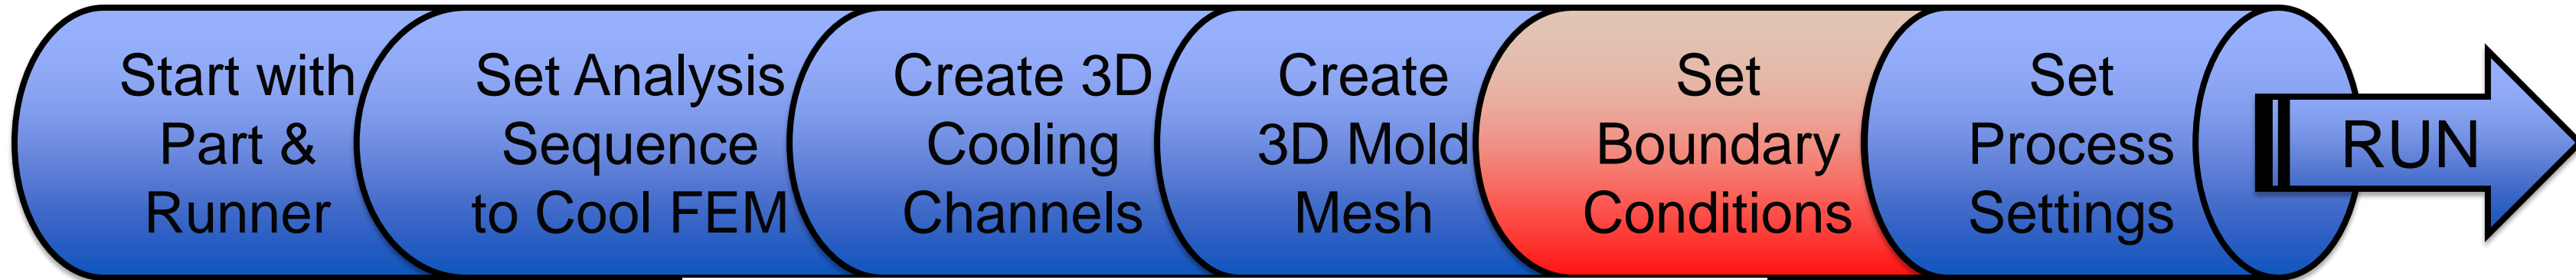 Start with
Part &
Runner
Set Analysis
Sequence
to Cool FEM
Create 3D
Cooling
Channels
Create
3D Mold
Mesh
Set
Boundary
Conditions
Set
Process
Settings
RUN